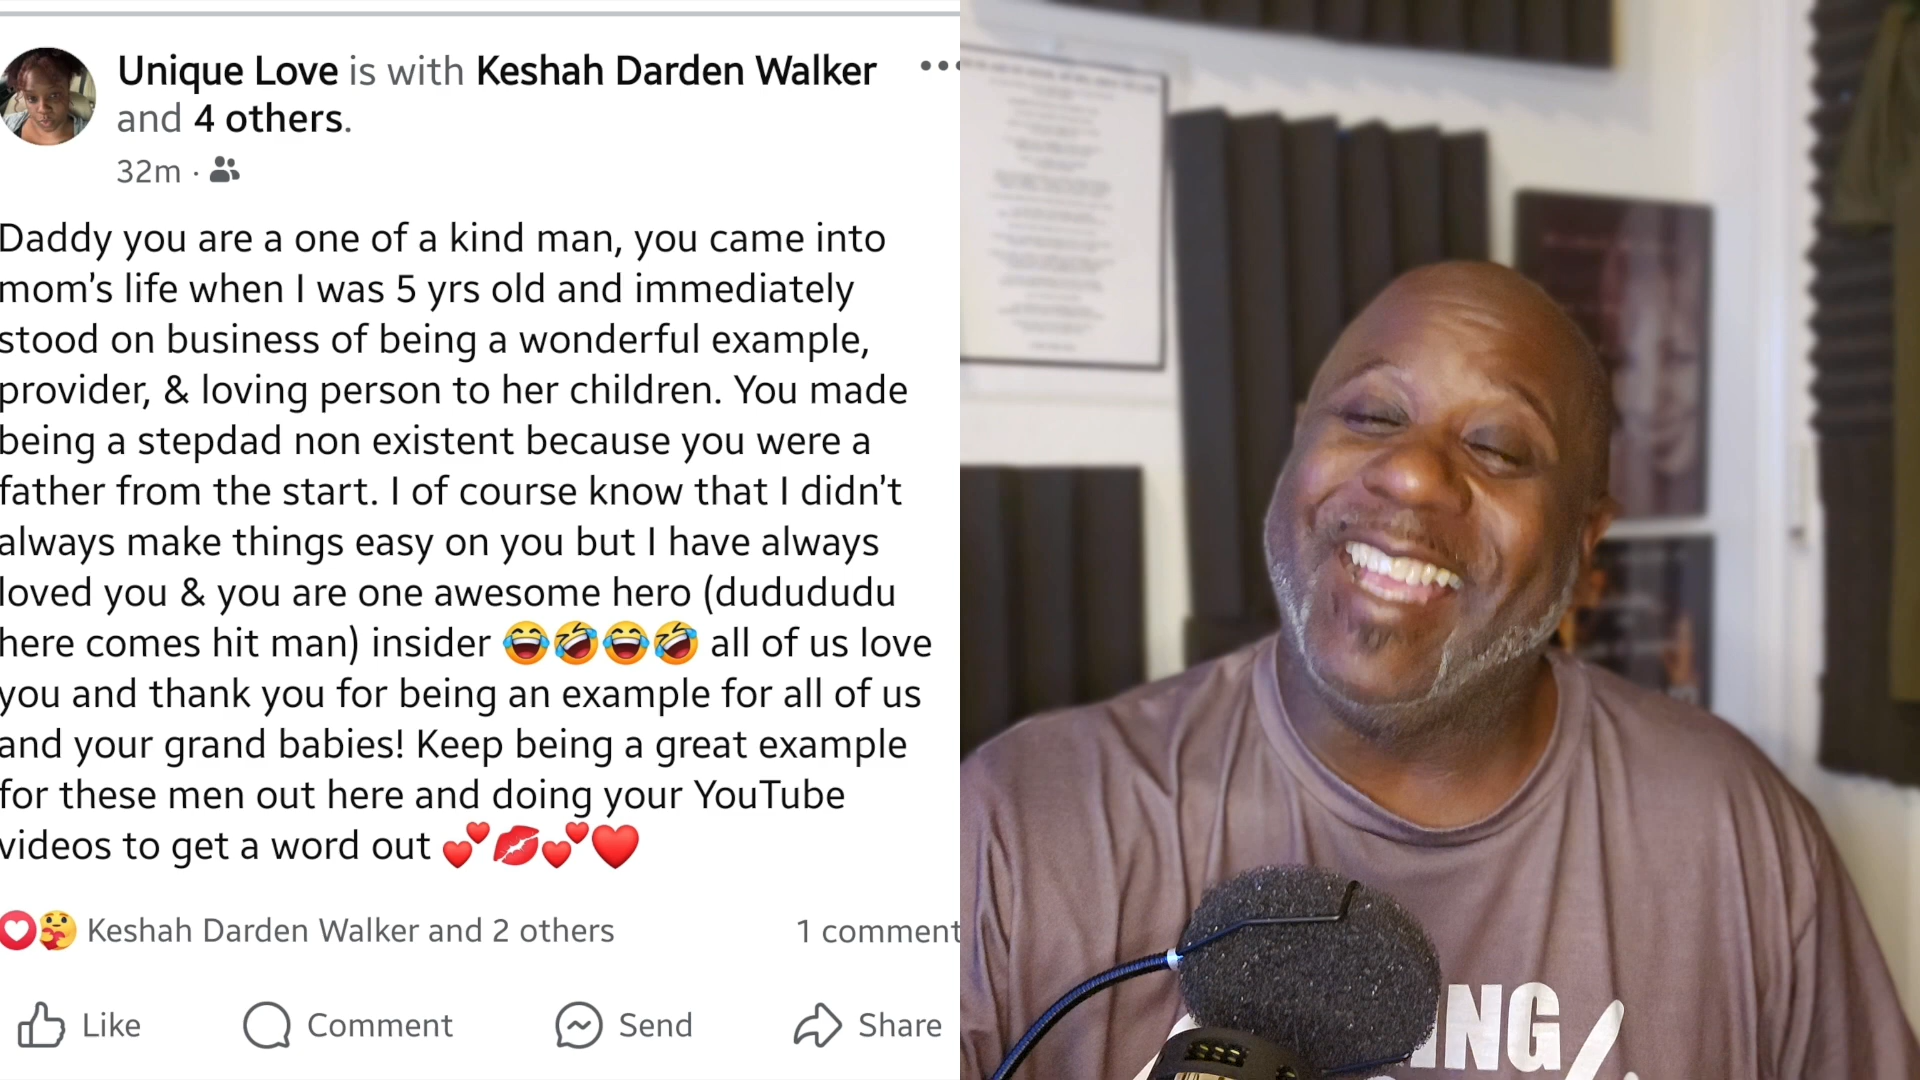 Unique Love is with Keshah Darden Walker
and 4 others.
32m ·
Daddy you are a one of a kind man, you came into
mom's life when I was 5 yrs old and immediately
stood on business of being a wonderful example,
provider, & loving person to her children. You made
being a stepdad non existent because you were a
father from the start. I of course know that I didn't
always make things easy on you but I have always
loved you & you are one awesome hero (dudududu
here comes hit man) insider 😂🤣😂🤣 all of us love
you and thank you for being an example for all of us
and your grand babies! Keep being a great example
for these men out here and doing your YouTube
videos to get a word out 💕💋💕❤️
Keshah Darden Walker and 2 others
1 comment
Like
Comment
Send
Share
ING